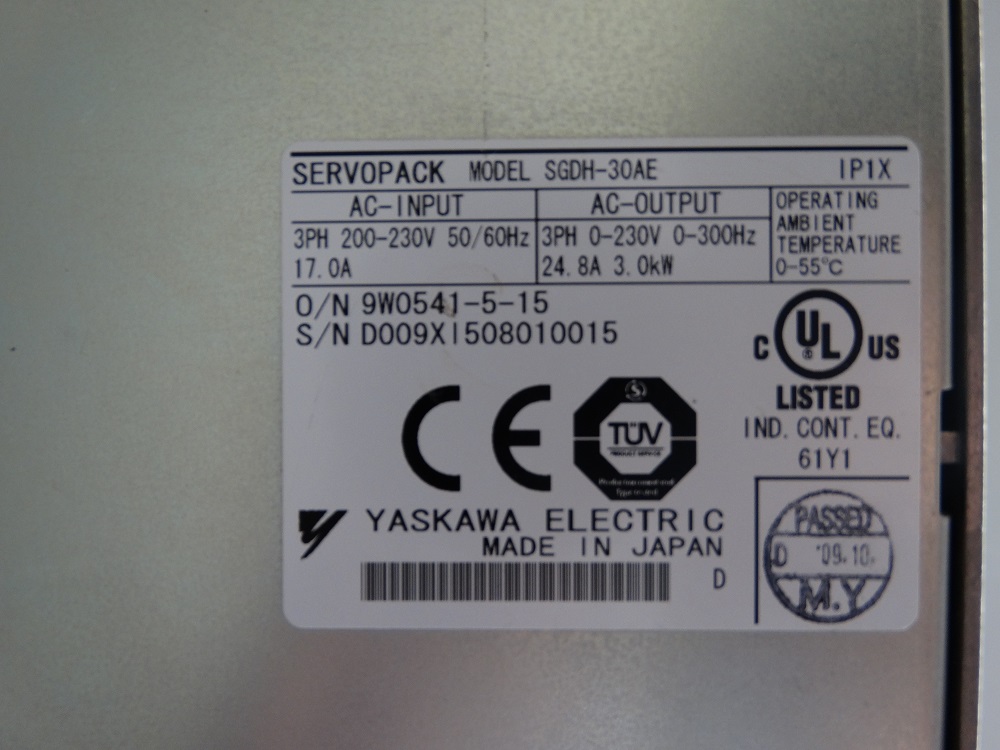 SERVOPACK MODEL SGDH-30AE IP1X
AC-INPUT
3PH 200-230V 50/60Hz
17.0A
AC-OUTPUT
3PH 0-230V 0-300Hz
24.8A 3.0kW
OPERATING
AMBIENT
TEMPERATURE
0-55℃
O/N 9W0541-5-15
S/N D009XI508010015
C UL ® US
LISTED
IND. CONT. EQ.
61Y1
CE
S
TÜV
PRODUCT SERVICE
YASKAWA ELECTRIC
MADE IN JAPAN
D
PASSED
D '09.10.
M.Y